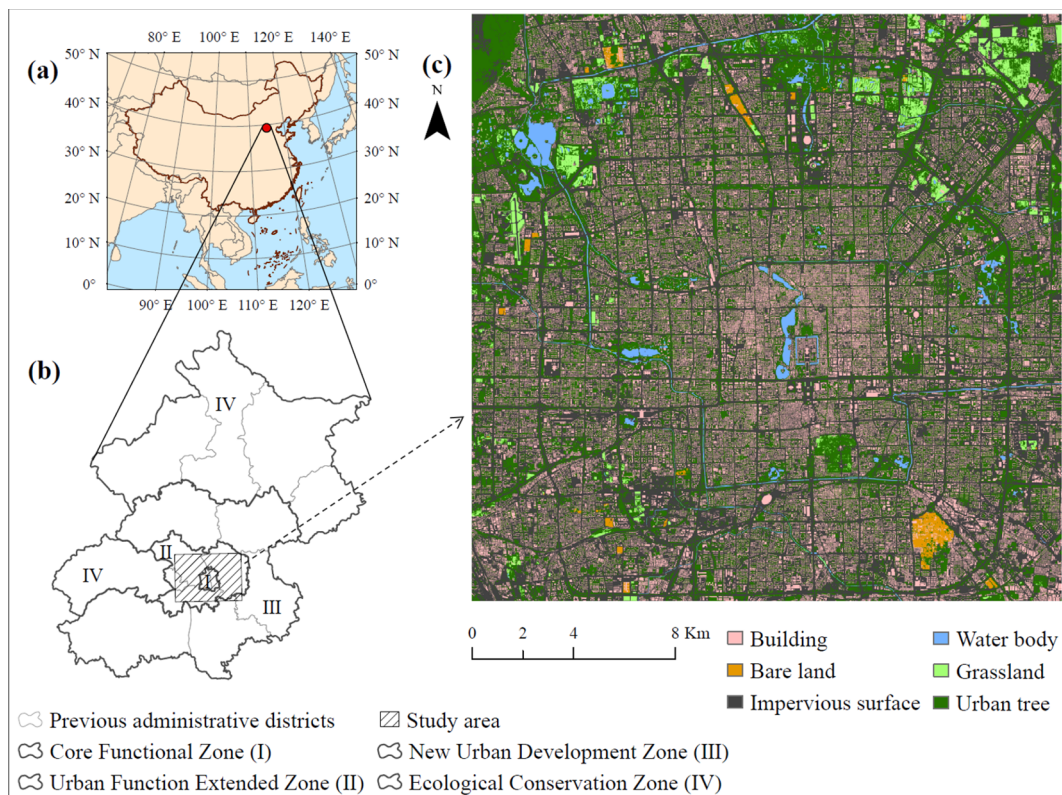 80° E 100° E 120° E 140° E
50° N 50° N
(a)
(c)
N
40° N 40° N
30° N 30° N
20° N 20° N
10° N 10° N
0° 0°
90° E 100° E 110° E 120° E
(b)
IV
II
IV
I
III
0 2 4 8 Km
Building Water body
Bare land Grassland
Impervious surface Urban tree
Previous administrative districts Study area
Core Functional Zone (I) New Urban Development Zone (III)
Urban Function Extended Zone (II) Ecological Conservation Zone (IV)